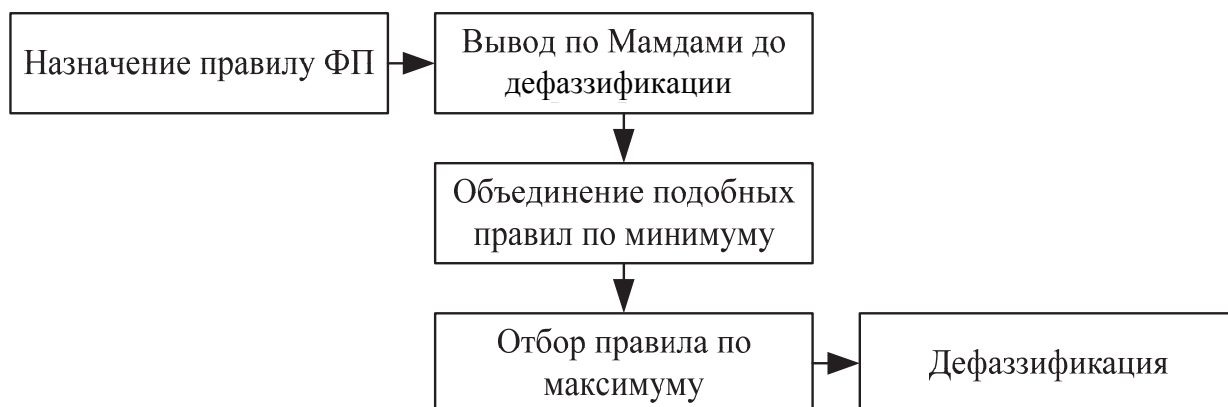 Назначение правилу ФП
Вывод по Мамдами до
дефаззификации
Объединение подобных
правил по минимуму
Отбор правила по
максимуму
Дефаззификация